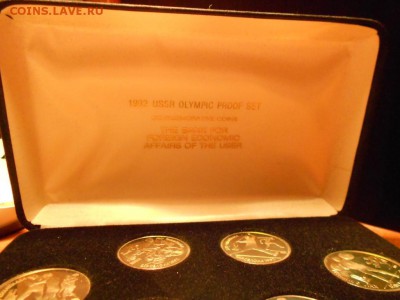 COINS.LAVE.RU
1992 USSR OLYMPIC PROOF SET
THE BANK FOR
FOREIGN ECONOMIC
AFFAIRS OF THE USSR